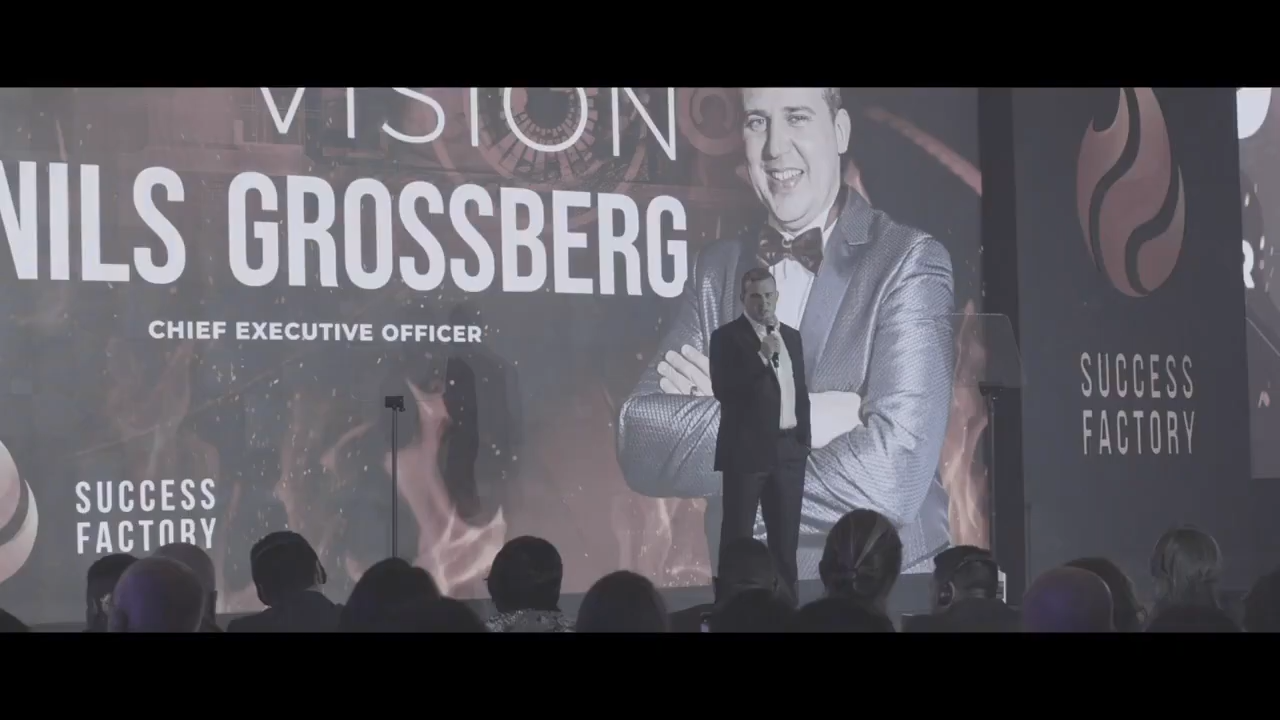 VISION
NILS GROSSBERG
CHIEF EXECUTIVE OFFICER
SUCCESS
FACTORY
SUCCESS
FACTORY